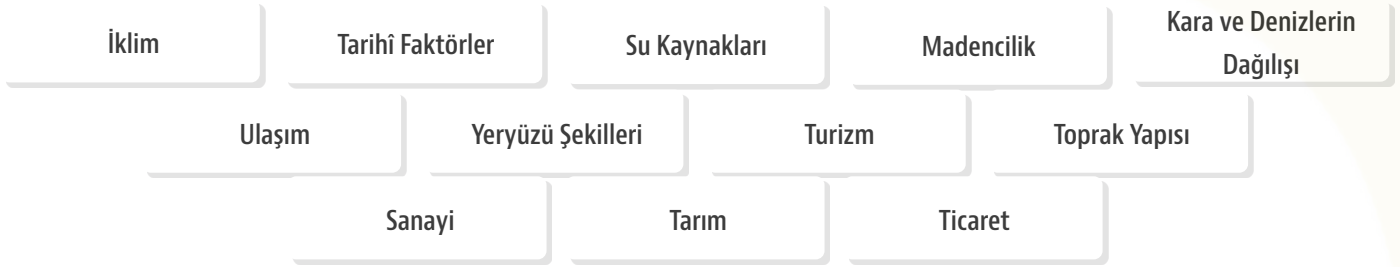 İklim
Tarihî Faktörler
Su Kaynakları
Madencilik
Kara ve Denizlerin
Dağılışı
Ulaşım
Yeryüzü Şekilleri
Turizm
Toprak Yapısı
Sanayi
Tarım
Ticaret